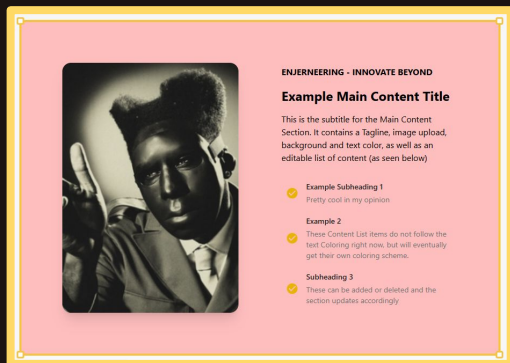 ENJERNEERING - INNOVATE BEYOND
Example Main Content Title
This is the subtitle for the Main Content
Section. It contains a Tagline, image upload,
background and text color, as well as an
editable list of content (as seen below)
Example Subheading 1
Pretty cool in my opinion
Example 2
These Content List items do not follow the
text Coloring right now, but will eventually
get their own coloring scheme.
Subheading 3
These can be added or deleted and the
section updates accordingly